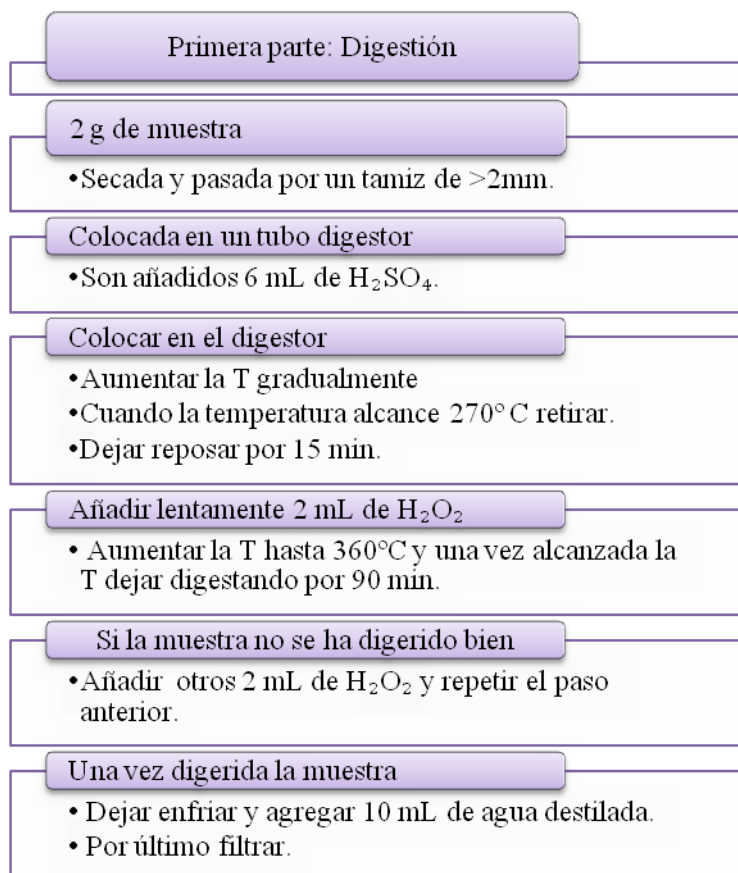 Primera parte: Digestión
2 g de muestra
•Secada y pasada por un tamiz de >2mm.
Colocada en un tubo digestor
•Son añadidos 6 mL de H₂SO₄.
Colocar en el digestor
•Aumentar la T gradualmente
•Cuando la temperatura alcance 270° C retirar.
•Dejar reposar por 15 min.
Añadir lentamente 2 mL de H₂O₂
• Aumentar la T hasta 360°C y una vez alcanzada la
T dejar digestando por 90 min.
Si la muestra no se ha digerido bien
•Añadir otros 2 mL de H₂O₂ y repetir el paso
anterior.
Una vez digerida la muestra
• Dejar enfriar y agregar 10 mL de agua destilada.
• Por último filtrar.